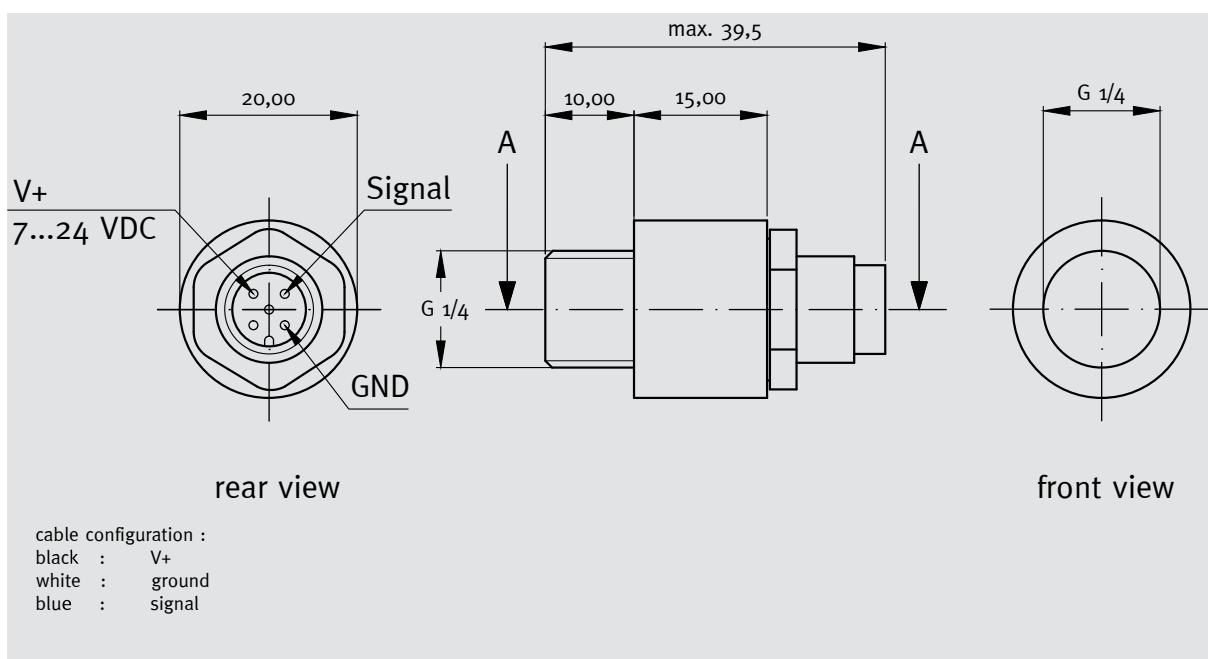 max. 39,5
20,00
10,00
15,00
G 1/4
A
A
V+
Signal
7...24 VDC
G 1/4
GND
rear view
front view
cable configuration :
black : V+
white : ground
blue : signal